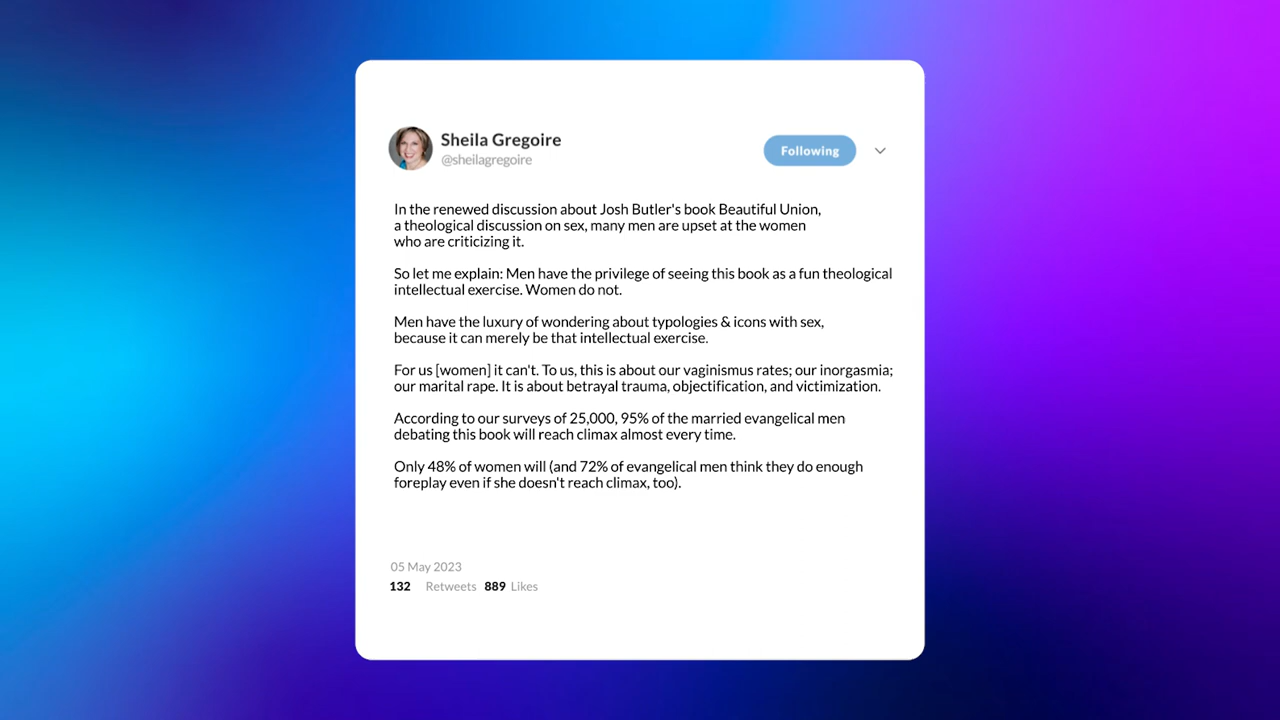 Sheila Gregoire
@sheilagregoire
Following
In the renewed discussion about Josh Butler's book Beautiful Union,
a theological discussion on sex, many men are upset at the women
who are criticizing it.
So let me explain: Men have the privilege of seeing this book as a fun theological
intellectual exercise. Women do not.
Men have the luxury of wondering about typologies & icons with sex,
because it can merely be that intellectual exercise.
For us [women] it can't. To us, this is about our vaginismus rates; our inorgasmia;
our marital rape. It is about betrayal trauma, objectification, and victimization.
According to our surveys of 25,000, 95% of the married evangelical men
debating this book will reach climax almost every time.
Only 48% of women will (and 72% of evangelical men think they do enough
foreplay even if she doesn't reach climax, too).
05 May 2023
132 Retweets 889 Likes